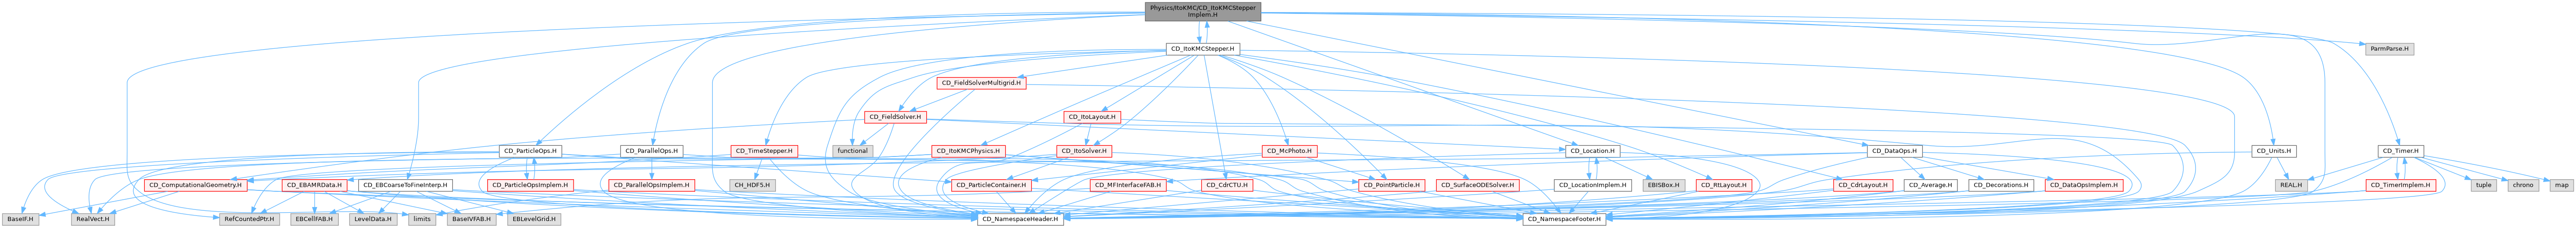 Physics/ItoKMC/CD_ItoKMCStepper
Implem.H
CD_ItoKMCStepper.H
ParmParse.H
CD_FieldSolverMultigrid.H
CD_FieldSolver.H
CD_ItoLayout.H
CD_ParticleOps.H
CD_ParallelOps.H
CD_TimeStepper.H
functional
CD_ItoKMCPhysics.H
CD_ItoSolver.H
CD_McPhoto.H
CD_Location.H
CD_DataOps.H
CD_Units.H
CD_Timer.H
CD_ComputationalGeometry.H
CD_EBAMRData.H
CD_EBCoarseToFineInterp.H
CD_ParticleOpsImplem.H
CD_ParallelOpsImplem.H
CH_HDF5.H
CD_ParticleContainer.H
CD_MFInterfaceFAB.H
CD_CdrCTU.H
CD_PointParticle.H
CD_SurfaceODESolver.H
CD_LocationImplem.H
EBISBox.H
CD_RtLayout.H
CD_CdrLayout.H
CD_Average.H
CD_Decorations.H
CD_DataOpsImplem.H
REAL.H
CD_TimerImplem.H
tuple
chrono
map
BaseIF.H
RealVect.H
RefCountedPtr.H
EBCellFAB.H
LevelData.H
limits
BaseIVFAB.H
EBLevelGrid.H
CD_NamespaceHeader.H
CD_NamespaceFooter.H